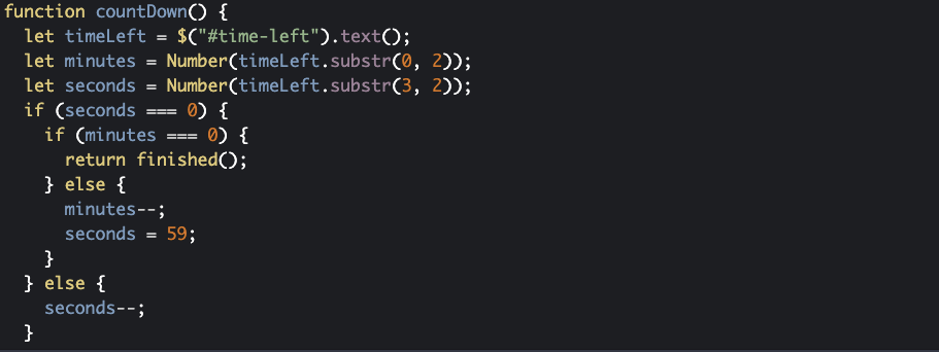 function countDown() {
  let timeLeft = $("#time-left").text();
  let minutes = Number(timeLeft.substr(0, 2));
  let seconds = Number(timeLeft.substr(3, 2));
  if (seconds === 0) {
    if (minutes === 0) {
      return finished();
    } else {
      minutes--;
      seconds = 59;
    }
  } else {
    seconds--;
  }